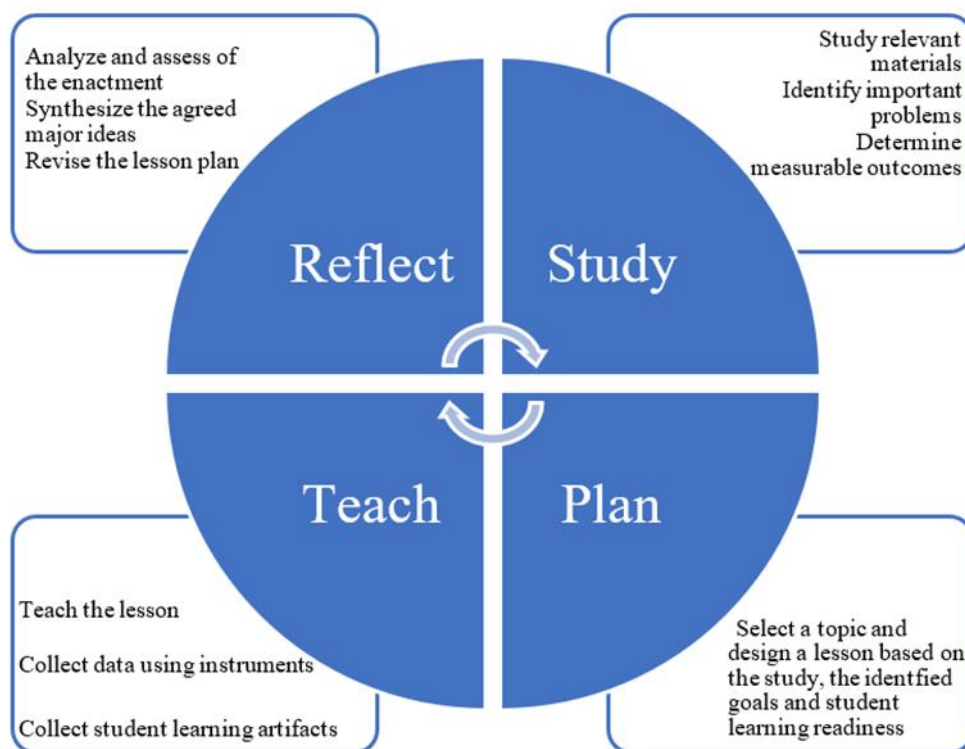 Analyze and assess of
the enactment
Synthesize the agreed
major ideas
Revise the lesson plan
Study relevant
materials
Identify important
problems
Determine
measurable outcomes
Reflect
Study
Teach
Plan
Teach the lesson
Collect data using instruments
Collect student learning artifacts
Select a topic and
design a lesson based on
the study, the identfied
goals and student
learning readiness